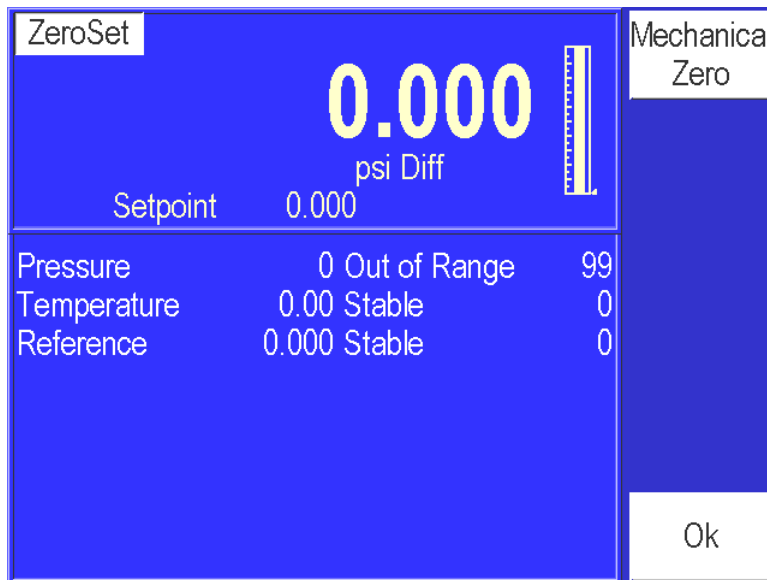 ZeroSet
0.000
psi Diff
Setpoint 0.000
Pressure 0 Out of Range 99
Temperature 0.00 Stable 0
Reference 0.000 Stable 0
Mechanica
Zero
Ok